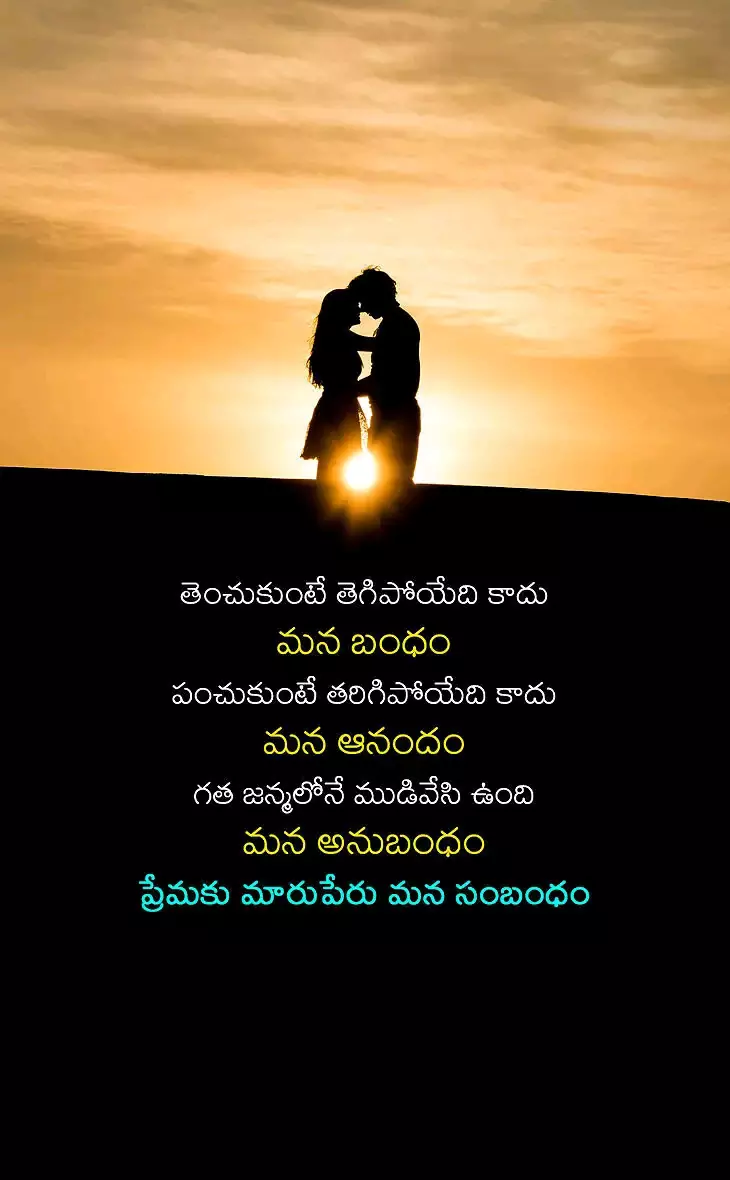 తెంచుకుంటే తెగిపోయేది కాదు
మన బంధం
పంచుకుంటే తరిగిపోయేది కాదు
మన ఆనందం
గత జన్మలోనే ముడివేసి ఉంది
మన అనుబంధం
ప్రేమకు మారుపేరు మన సంబంధం